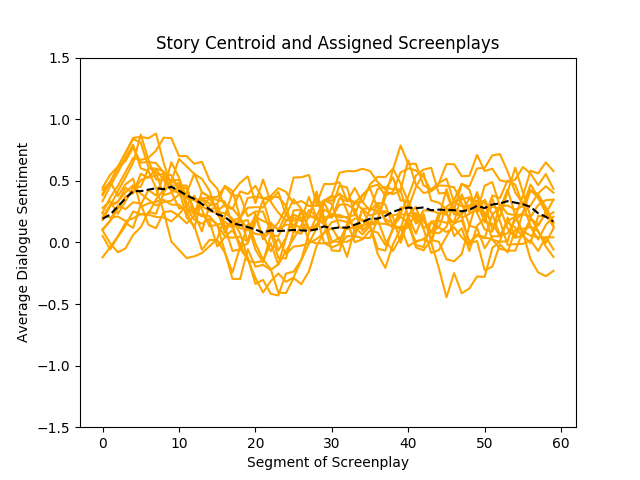 Story Centroid and Assigned Screenplays
1.5
1.0
0.5
0.0
−0.5
−1.0
−1.5
Average Dialogue Sentiment
0 10 20 30 40 50 60
Segment of Screenplay